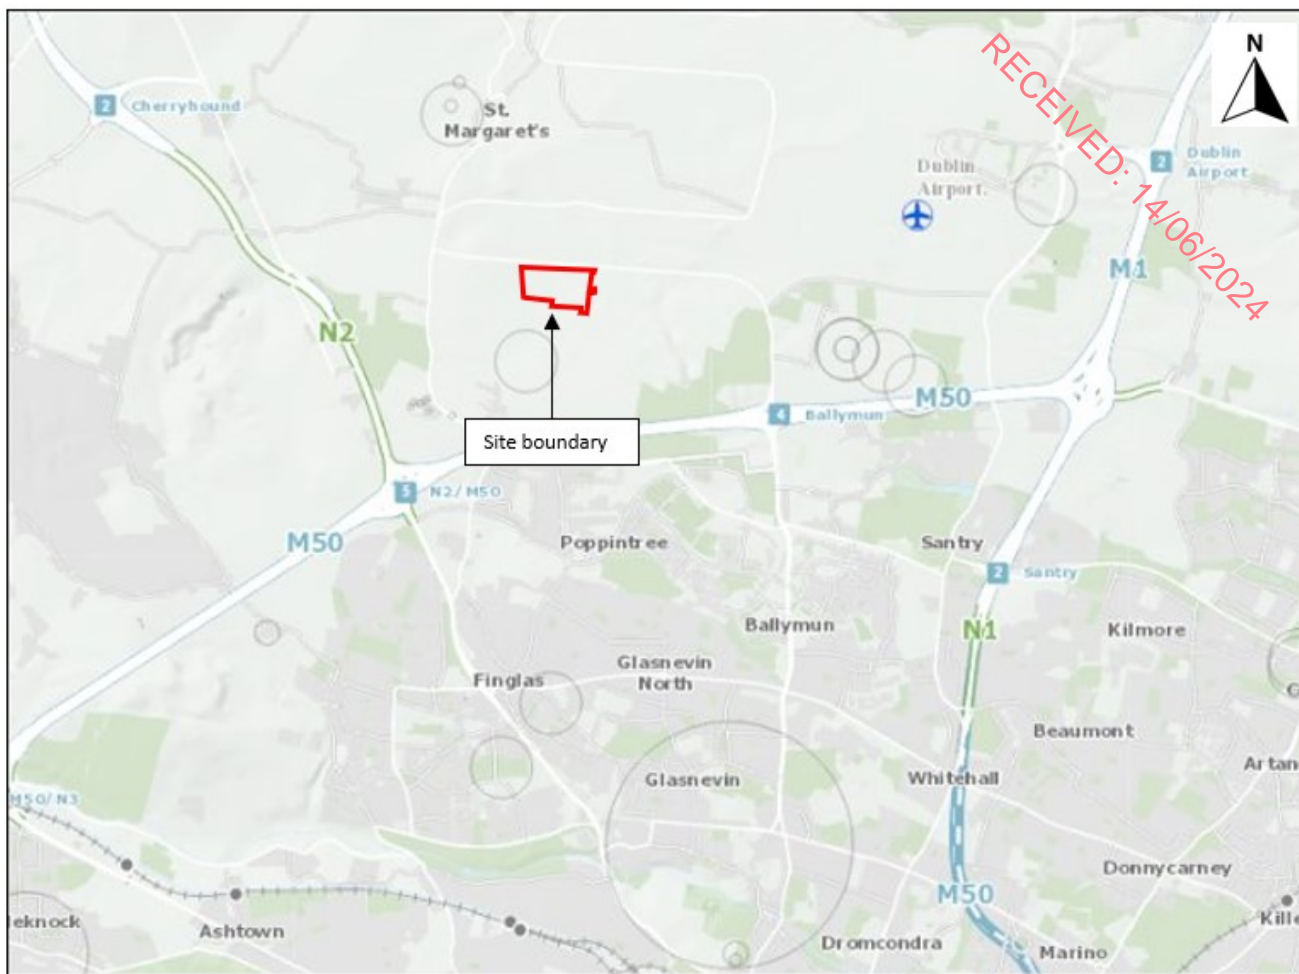 N
RECEIVED: 14/06/2024
2 Cherryhound
St.
Margaret's
Dublin
Airport.
2 Dublin
Airport
M1
N2
M50
4 Ballymun
Site boundary
5 N2/M50
M50
Poppintree
Santry
2 Santry
Ballymun
N1
Kilmore
Glasnevin
North
Finglas
Beaumont
Glasnevin
Whitehall
Artan
M50/N3
Donnycarney
M50
leknock
Ashtown
Dromcondra
Marino
Kille